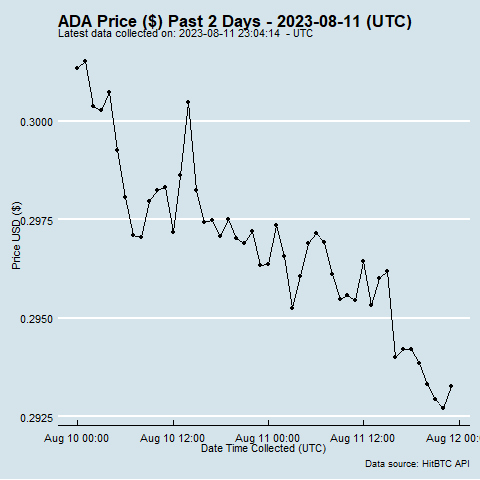 ADA Price ($) Past 2 Days - 2023-08-11 (UTC)
Latest data collected on: 2023-08-11 23:04:14  - UTC
0.3000
0.2975
0.2950
0.2925
Price USD ($)
Aug 10 00:00 Aug 10 12:00 Aug 11 00:00 Aug 11 12:00 Aug 12 00:
Date Time Collected (UTC)
Data source: HitBTC API